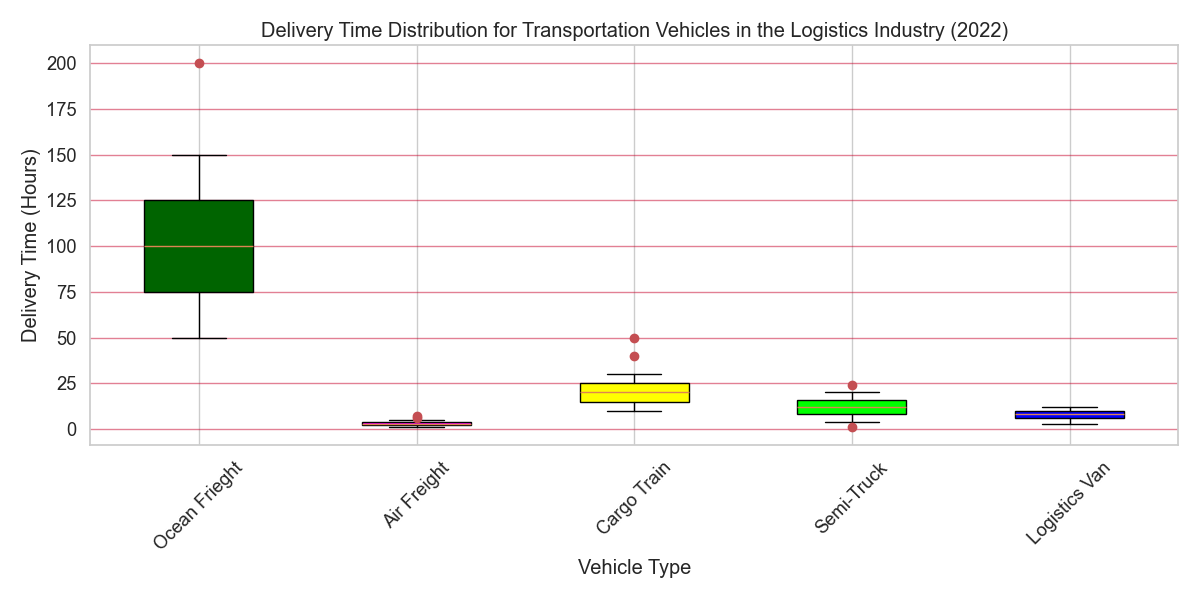 Delivery Time Distribution for Transportation Vehicles in the Logistics Industry (2022)
Delivery Time (Hours)
200
175
150
125
100
75
50
25
0
Ocean Frieght
Air Freight
Cargo Train
Semi-Truck
Logistics Van
Vehicle Type